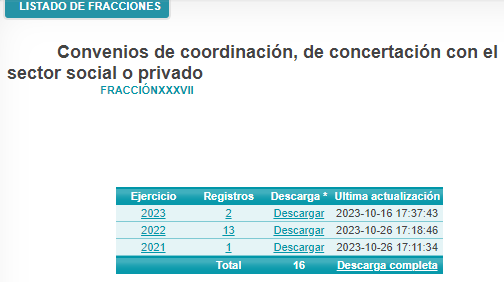 LISTADO DE FRACCIONES
Convenios de coordinación, de concertación con el
sector social o privado
FRACCIÓNXXXVII
Ejercicio Registros Descarga * Ultima actualización
2023 2 Descargar 2023-10-16 17:37:43
2022 13 Descargar 2023-10-26 17:18:46
2021 1 Descargar 2023-10-26 17:11:34
Total 16 Descarga completa